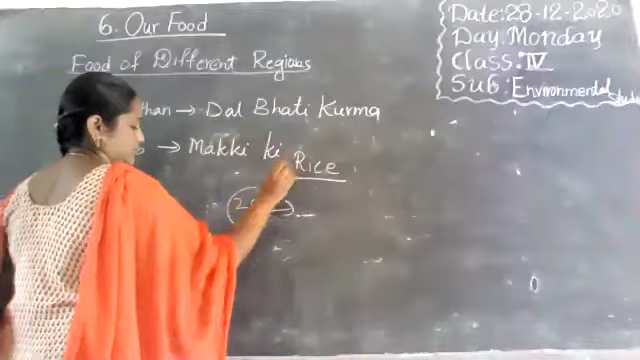 6. Our Food
Food of Different Regions
than → Dal Bhati Kurma
→ Makki ki
Rice
Date: 28-12-2020
Day: Monday
Class: IV
Sub: Environmental Studies